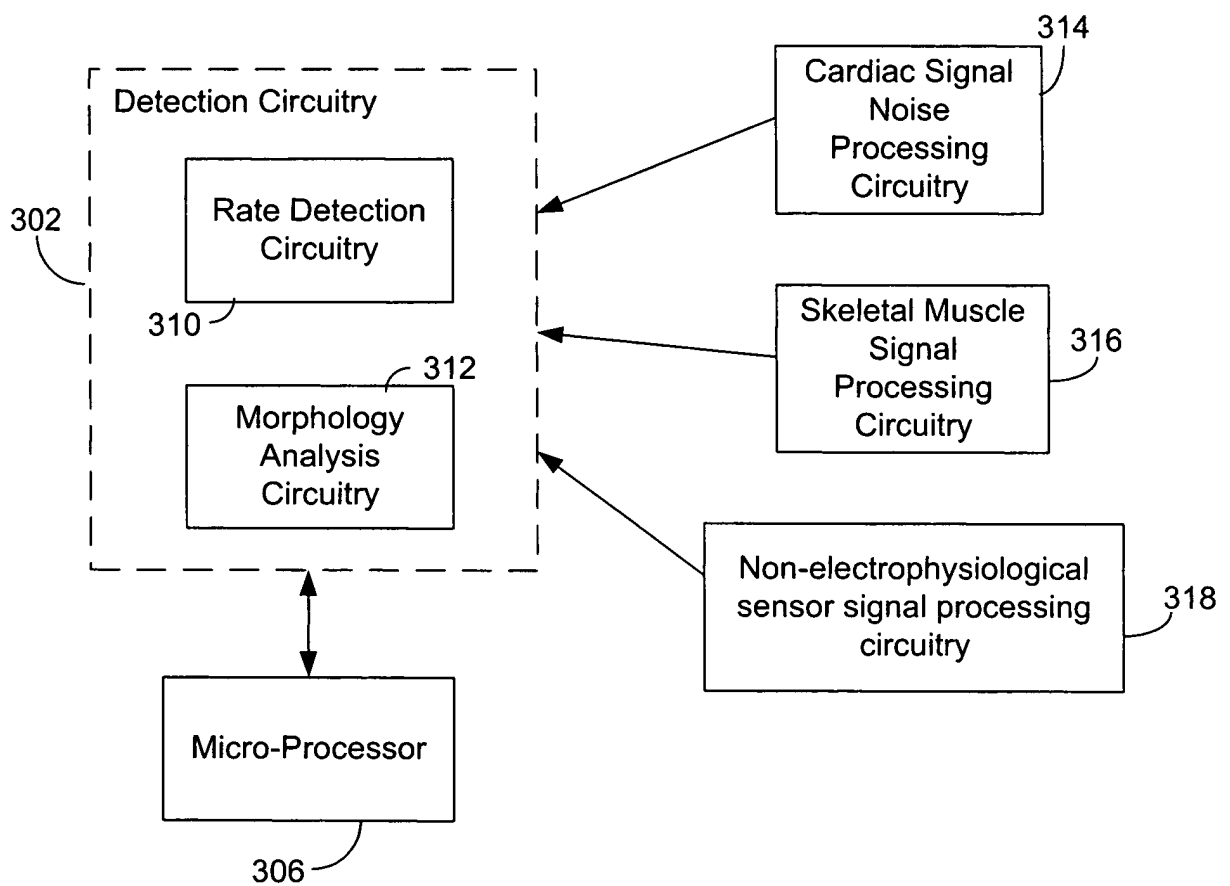 314
Cardiac Signal
Noise
Processing
Circuitry
Detection Circuitry
Rate Detection
Circuitry
302
310
Skeletal Muscle
Signal
Processing
Circuitry
316
312
Morphology
Analysis
Circuitry
Non-electrophysiological
sensor signal processing
circuitry
318
Micro-Processor
306